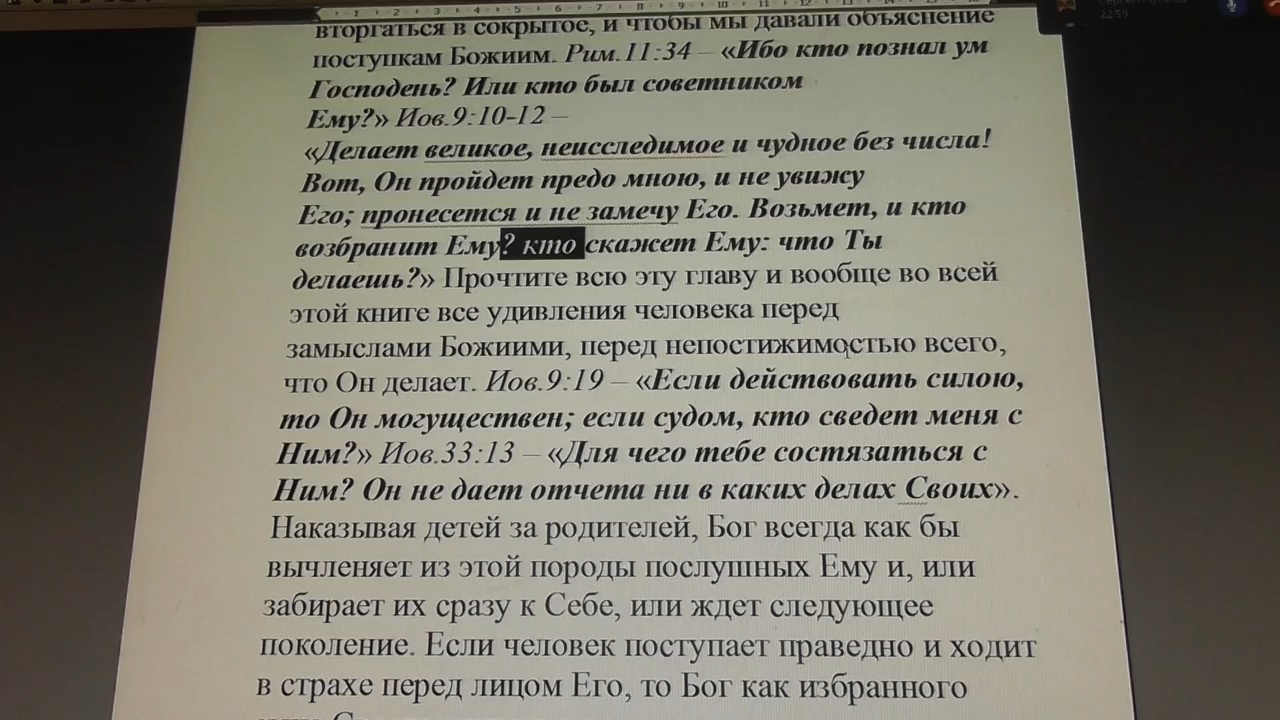 вторгаться в сокрытое, и чтобы мы давали объяснение
поступкам Божиим. Рим.11:34 – «Ибо кто познал ум
Господень? Или кто был советником
Ему?» Иов.9:10-12 –
«Делает великое, неисследимое и чудное без числа!
Вот, Он пройдет предо мною, и не увижу
Его; пронесется и не замечу Его. Возьмет, и кто
возбранит Ему? кто скажет Ему: что Ты
делаешь?» Прочтите всю эту главу и вообще во всей
этой книге все удивления человека перед
замыслами Божиими, перед непостижимостью всего,
что Он делает. Иов.9:19 – «Если действовать силою,
то Он могуществен; если судом, кто сведет меня с
Ним?» Иов.33:13 – «Для чего тебе состязаться с
Ним? Он не дает отчета ни в каких делах Своих».
Наказывая детей за родителей, Бог всегда как бы
вычленяет из этой породы послушных Ему и, или
забирает их сразу к Себе, или ждет следующее
поколение. Если человек поступает праведно и ходит
в страхе перед лицом Его, то Бог как избранного
22:59